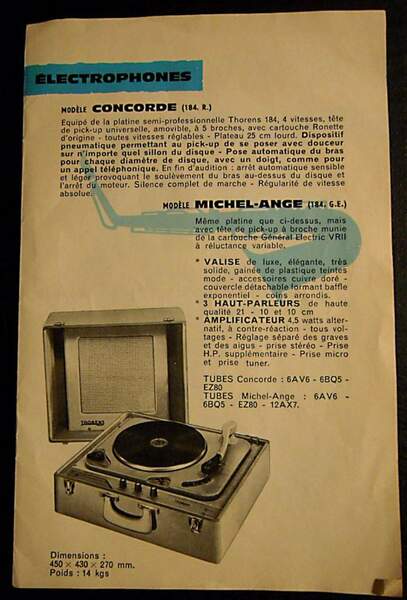 ÉLECTROPHONES
MODÈLE CONCORDE (184. R.)
Equipé de la platine semi-professionnelle Thorens 184, 4 vitesses, tête
de pick-up universelle, amovible, à 5 broches, avec cartouche Ronette
d'origine - toutes vitesses réglables - Plateau 25 cm lourd. Dispositif
pneumatique permettant au pick-up de se poser avec douceur
sur n'importe quel sillon du disque - Pose automatique du bras
pour chaque diamètre de disque, avec un doigt, comme pour
un appel téléphonique. En fin d'audition : arrêt automatique sensible
et léger provoquant le soulèvement du bras au-dessus du disque et
l'arrêt du moteur. Silence complet de marche - Régularité de vitesse
absolue.
MODÈLE MICHEL-ANGE (184. G.E.)
Même platine que ci-dessus, mais
avec tête de pick-up à broche munie
de la cartouche Général Electric VRII
à réluctance variable.
* VALISE de luxe, élégante, très
solide, gainée de plastique teintes
mode - accessoires cuivre doré -
couvercle détachable formant baffle
exponentiel - coins arrondis.
* 3 HAUT-PARLEURS de haute
qualité 21 - 10 et 10 cm
* AMPLIFICATEUR 4,5 watts alter-
natif, à contre-réaction - tous vol-
tages - Réglage séparé des graves
et des aigus - prise stéréo - Prise
H.P. supplémentaire - Prise micro
et prise tuner.
TUBES Concorde : 6AV6 - 6BQ5 -
EZ80
TUBES Michel-Ange : 6AV6 -
6BQ5 - EZ80 - 12AX7.
THORENS
Dimensions :
450 × 430 × 270 mm.
Poids : 14 kgs